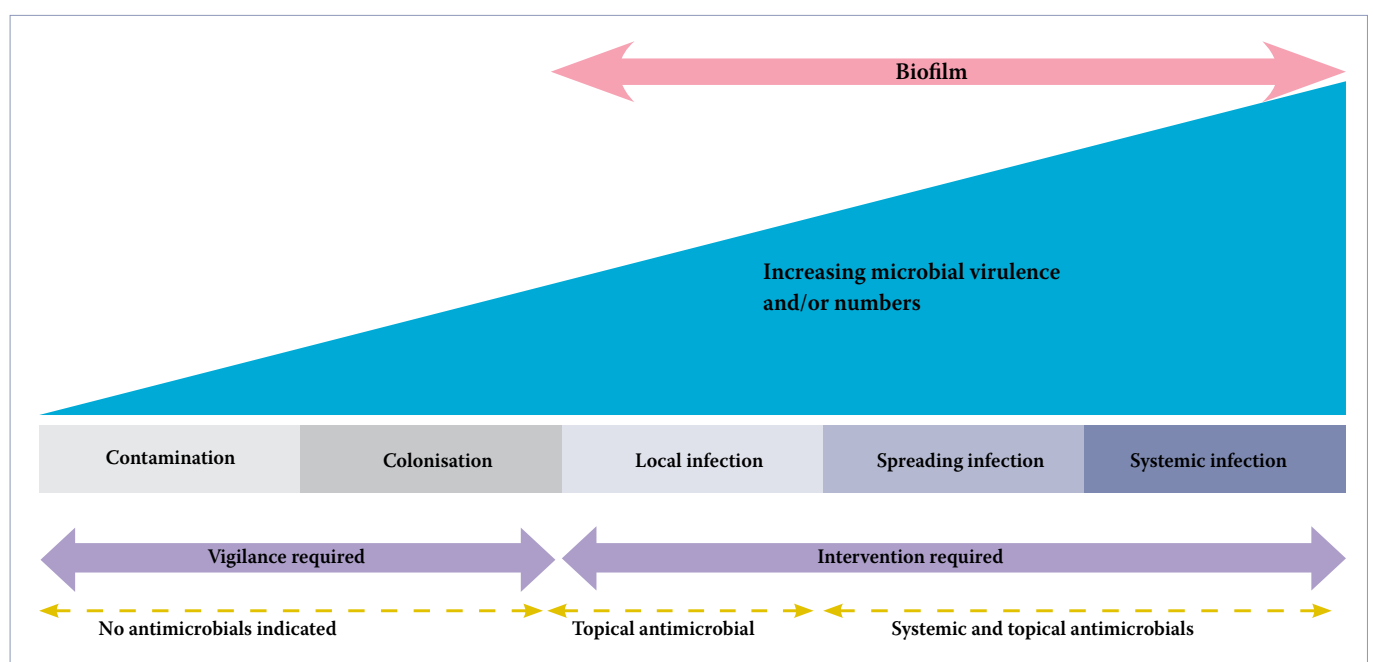 Biofilm
Increasing microbial virulence
and/or numbers
Contamination
Colonisation
Local infection
Spreading infection
Systemic infection
Vigilance required
Intervention required
No antimicrobials indicated
Topical antimicrobial
Systemic and topical antimicrobials